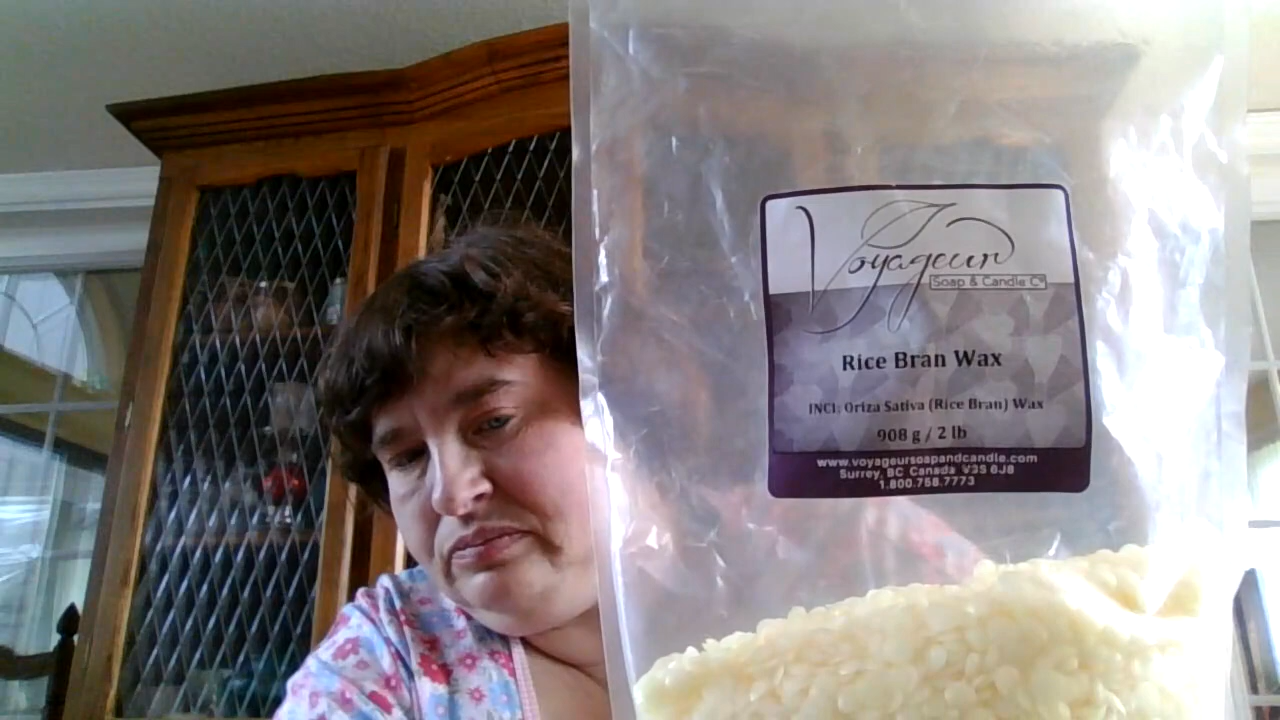 Voyageur
Soap & Candle Co
Rice Bran Wax
INCI: Oriza Sativa (Rice Bran) Wax
908 g / 2 lb
www.voyageursoapandcandle.com
Surrey, BC Canada V3S 6J8
1.800.758.7773